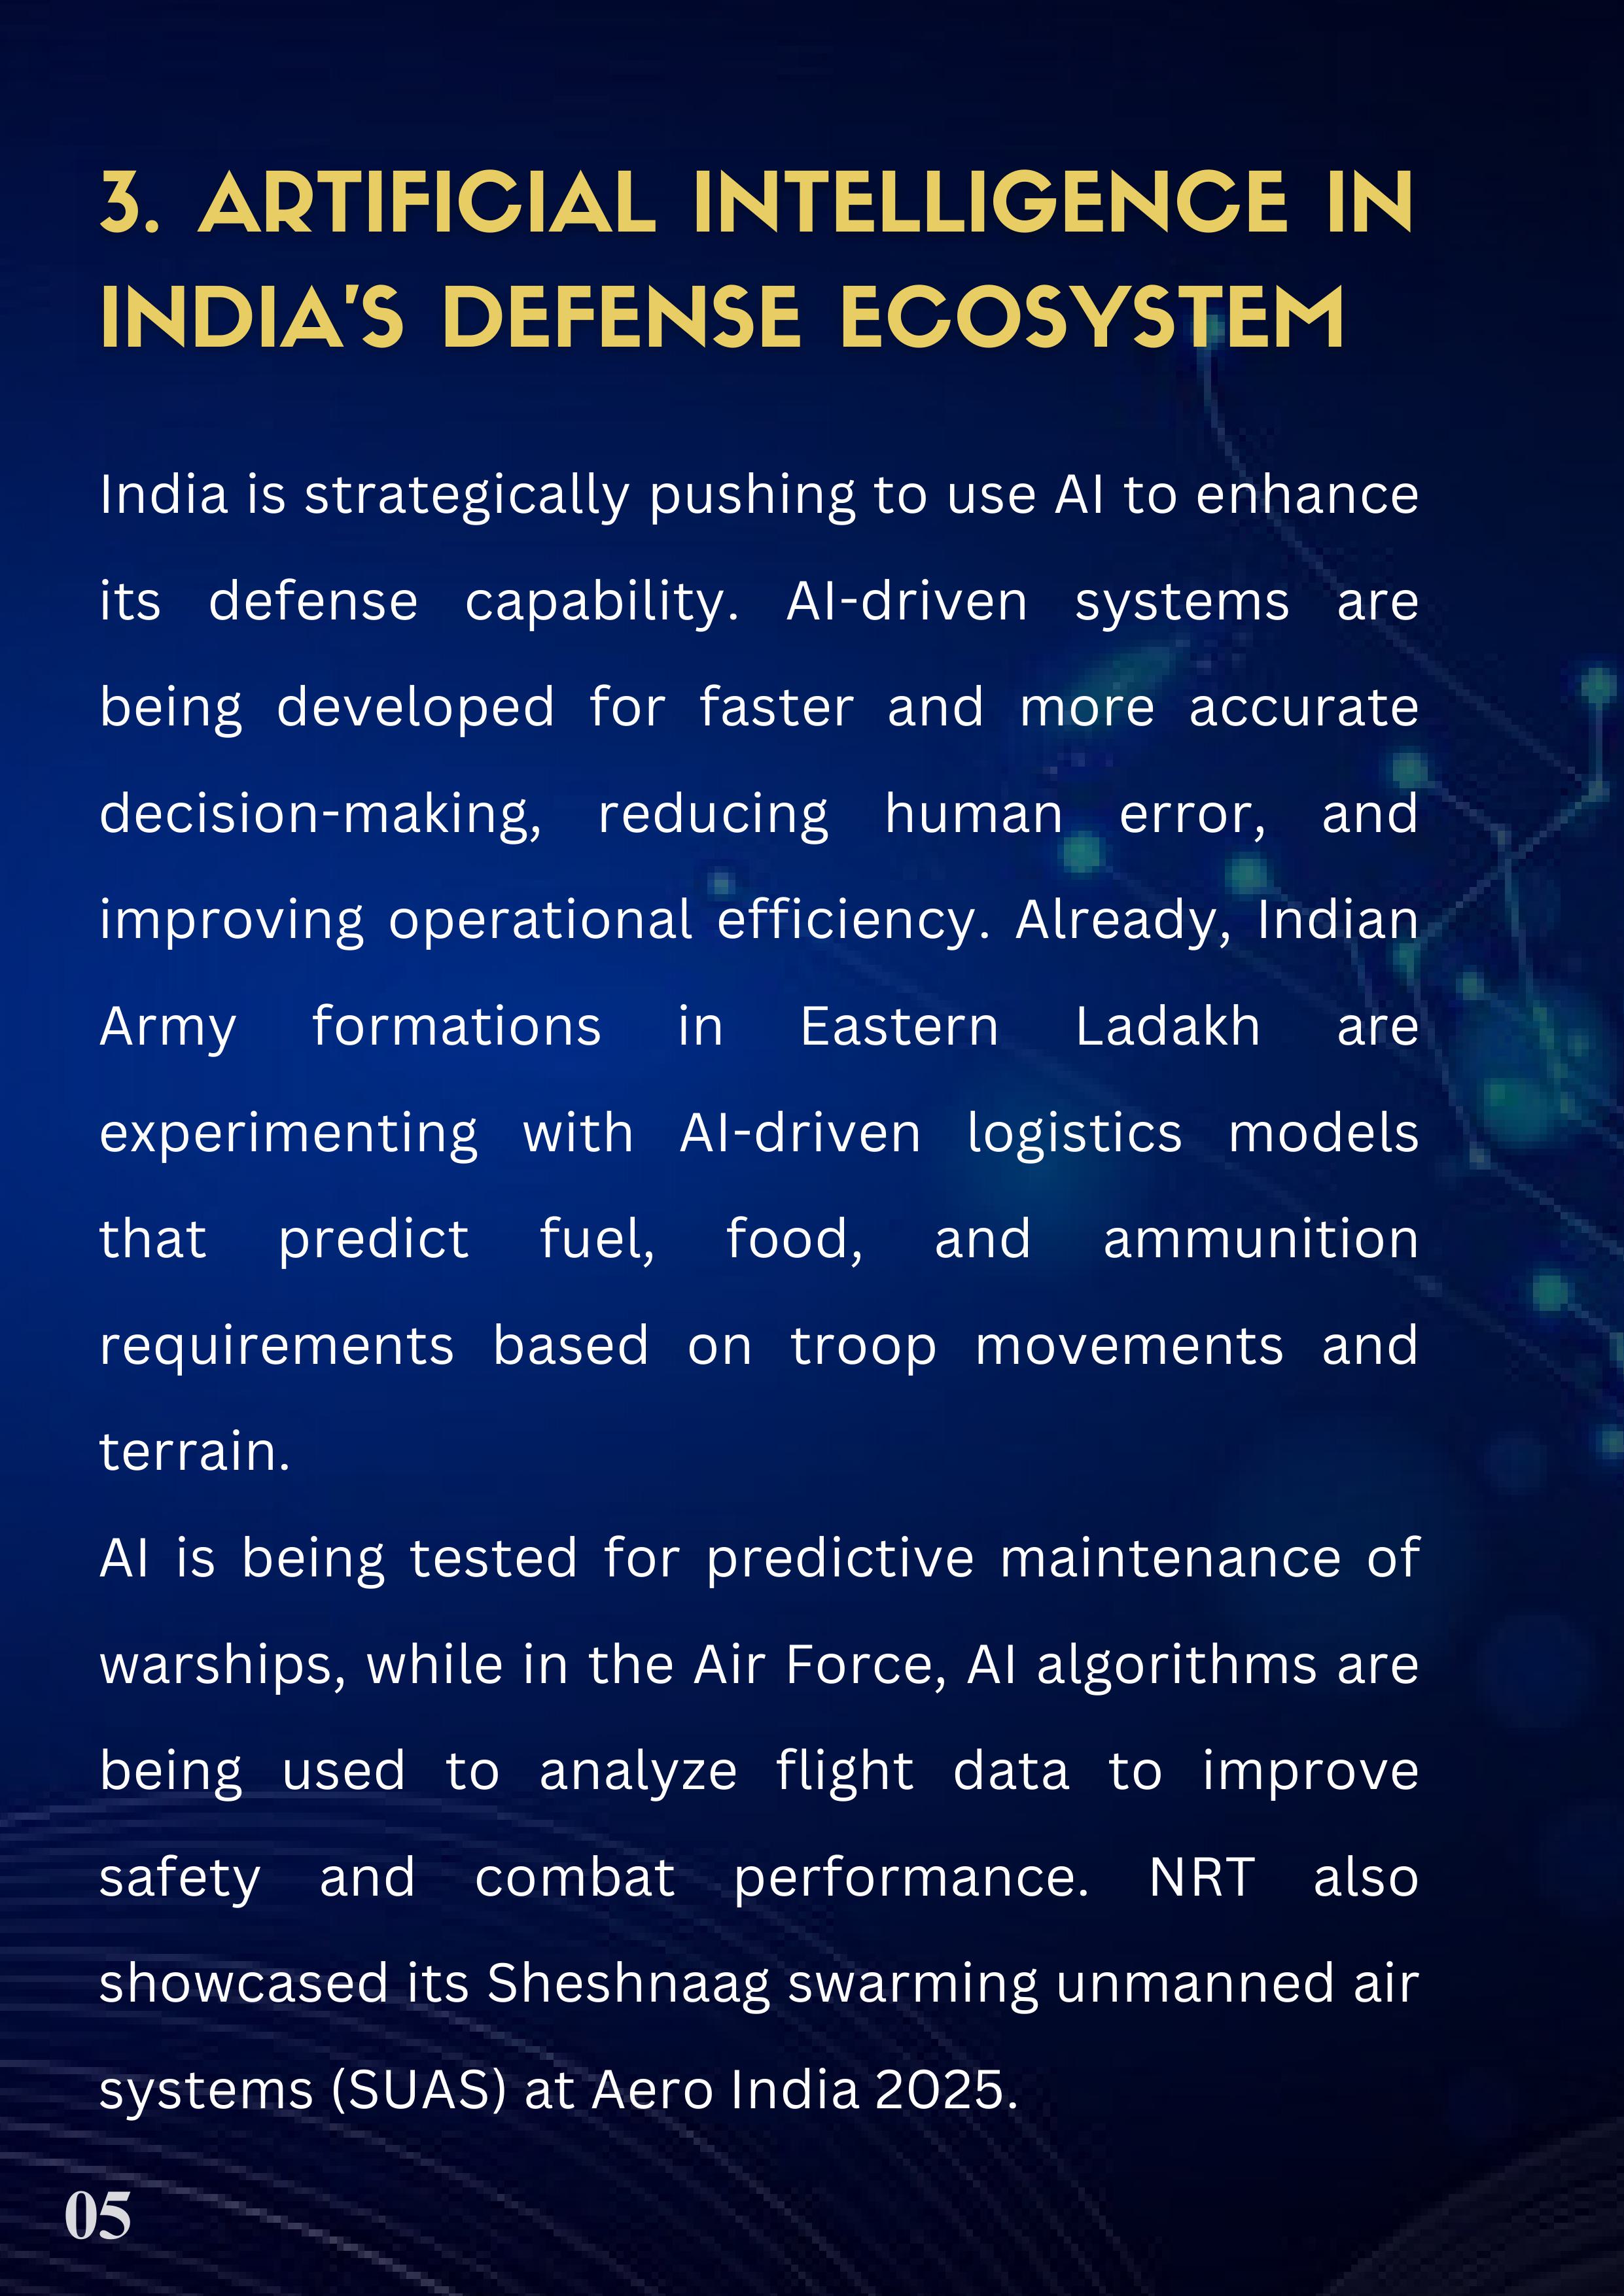 3. ARTIFICIAL INTELLIGENCE IN
INDIA'S DEFENSE ECOSYSTEM
India is strategically pushing to use AI to enhance
its defense capability. AI-driven systems are
being developed for faster and more accurate
decision-making, reducing human error, and
improving operational efficiency. Already, Indian
Army formations in Eastern Ladakh are
experimenting with AI-driven logistics models
that predict fuel, food, and ammunition
requirements based on troop movements and
terrain.
AI is being tested for predictive maintenance of
warships, while in the Air Force, AI algorithms are
being used to analyze flight data to improve
safety and combat performance. NRT also
showcased its Sheshnaag swarming unmanned air
systems (SUAS) at Aero India 2025.
05